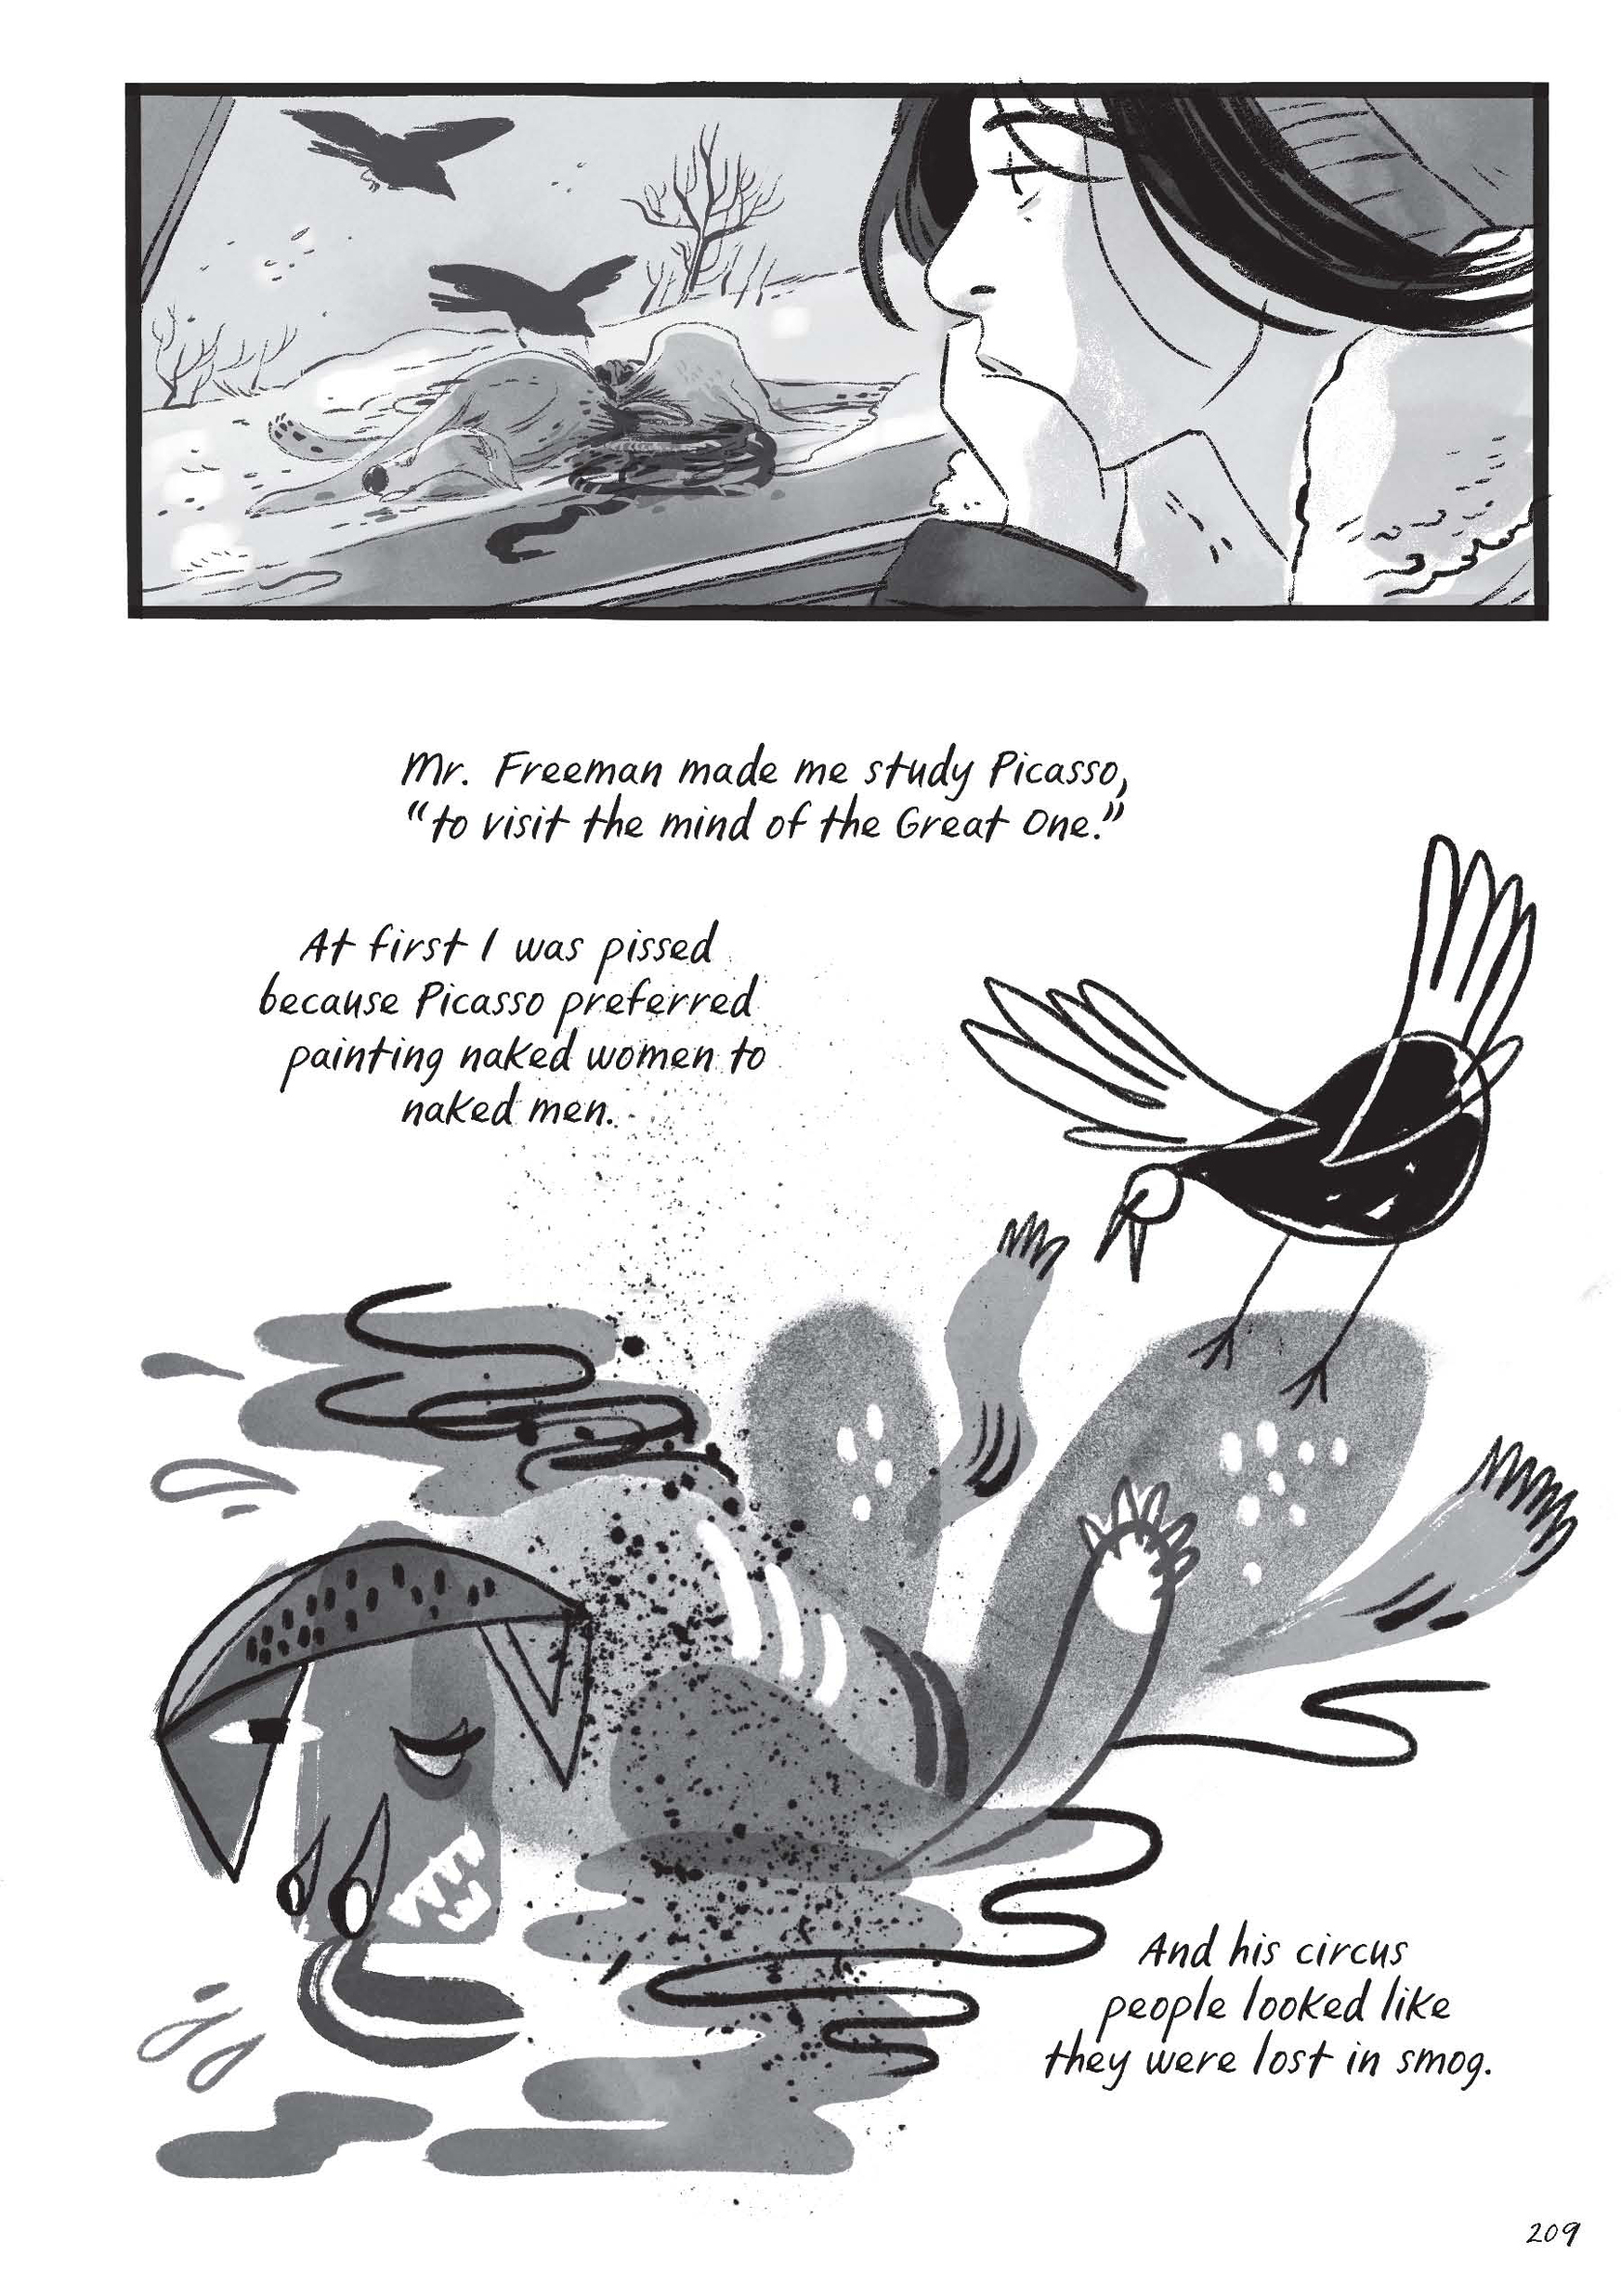 Mr. Freeman made me study Picasso,
“to visit the mind of the Great One.”
At first I was pissed
because Picasso preferred
painting naked women to
naked men.
And his circus
people looked like
they were lost in smog.
209